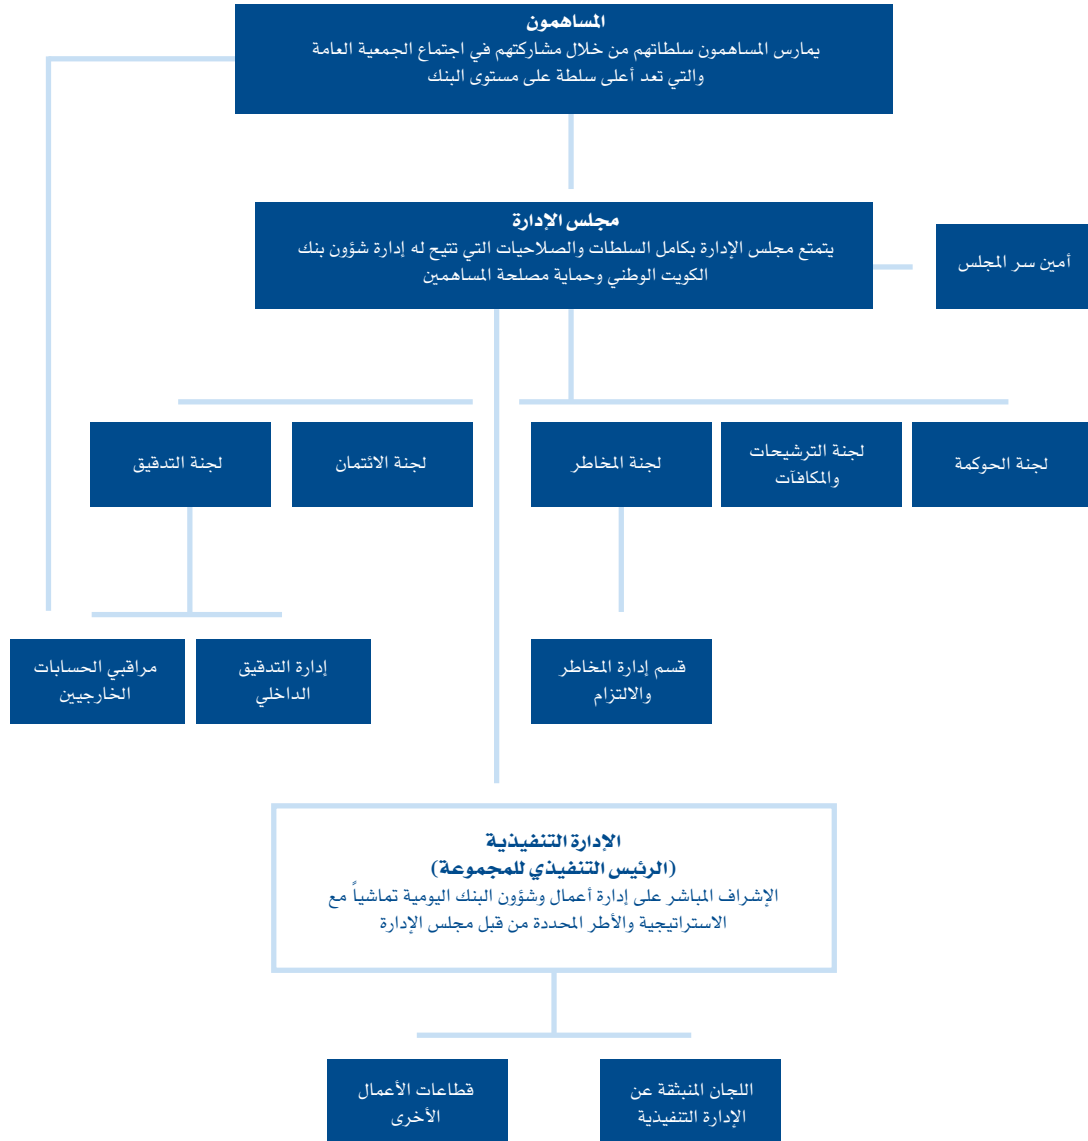 المساهمون
يمارس المساهمون سلطاتهم من خلال مشاركتهم في اجتماع الجمعية العامة
والتي تعد أعلى سلطة على مستوى البنك
مجلس الإدارة
يتمتع مجلس الإدارة بكامل السلطات والصلاحيات التي تتيح له إدارة شؤون بنك
الكويت الوطني وحماية مصلحة المساهمين
أمين سر المجلس
لجنة الحوكمة
لجنة الترشيحات
والمكافآت
لجنة المخاطر
لجنة الائتمان
لجنة التدقيق
قسم إدارة المخاطر
والالتزام
إدارة التدقيق
الداخلي
مراقبي الحسابات
الخارجيين
الإدارة التنفيذية
(الرئيس التنفيذي للمجموعة)
الإشراف المباشر على إدارة أعمال وشؤون البنك اليومية تماشياً مع
الاستراتيجية والأطر المحددة من قبل مجلس الإدارة
اللجان المنبثقة عن
الإدارة التنفيذية
قطاعات الأعمال
الأخرى